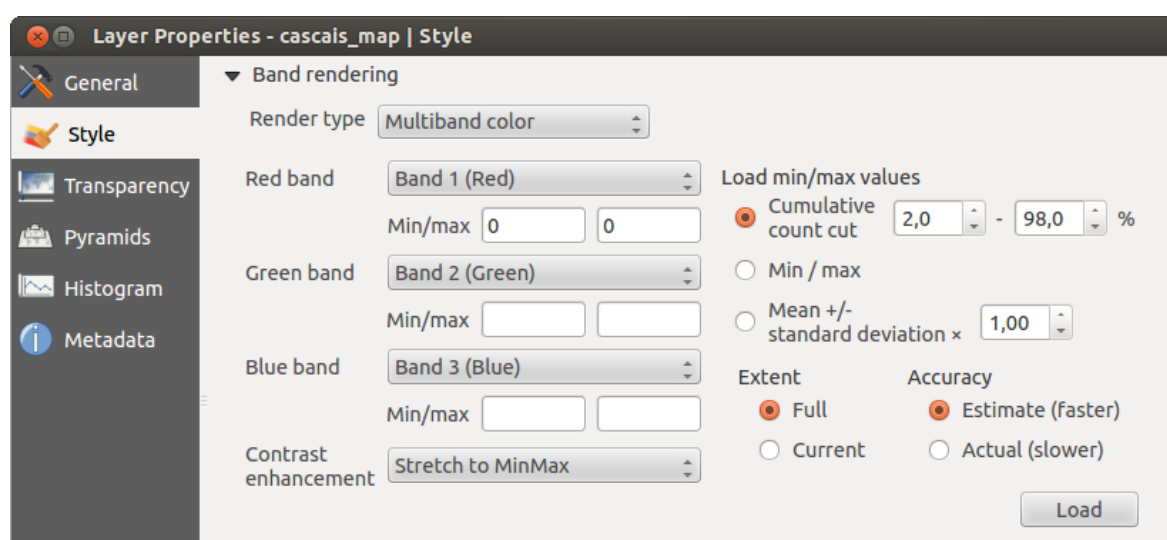 Layer Properties - cascais_map | Style
General
Style
Transparency
Pyramids
Histogram
Metadata
Band rendering
Render type Multiband color
Red band Band 1 (Red)
Min/max 0 0
Green band Band 2 (Green)
Min/max
Blue band Band 3 (Blue)
Min/max
Contrast
enhancement Stretch to MinMax
Load min/max values
Cumulative
count cut 2,0 - 98,0 %
Min / max
Mean +/-
standard deviation × 1,00
Extent Accuracy
Full Estimate (faster)
Current Actual (slower)
Load